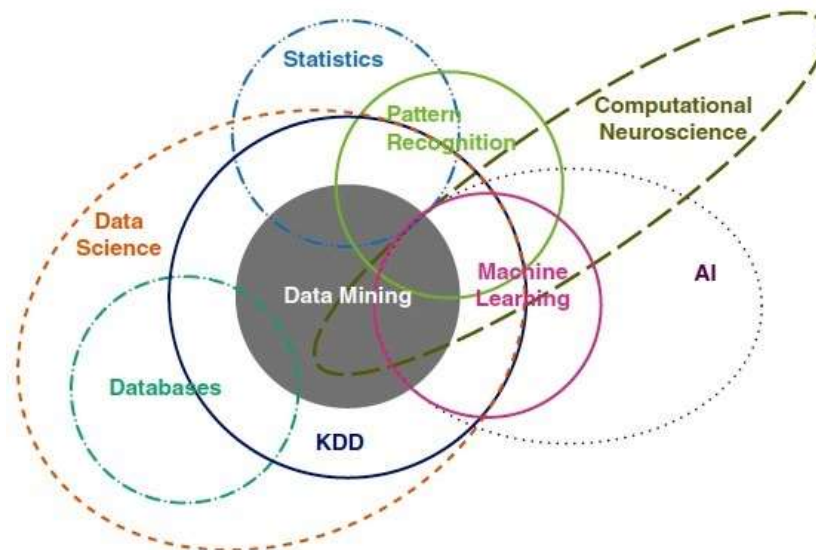 Statistics
Pattern
Recognition
Computational
Neuroscience
Data
Science
Machine
Learning
AI
Data Mining
Databases
KDD